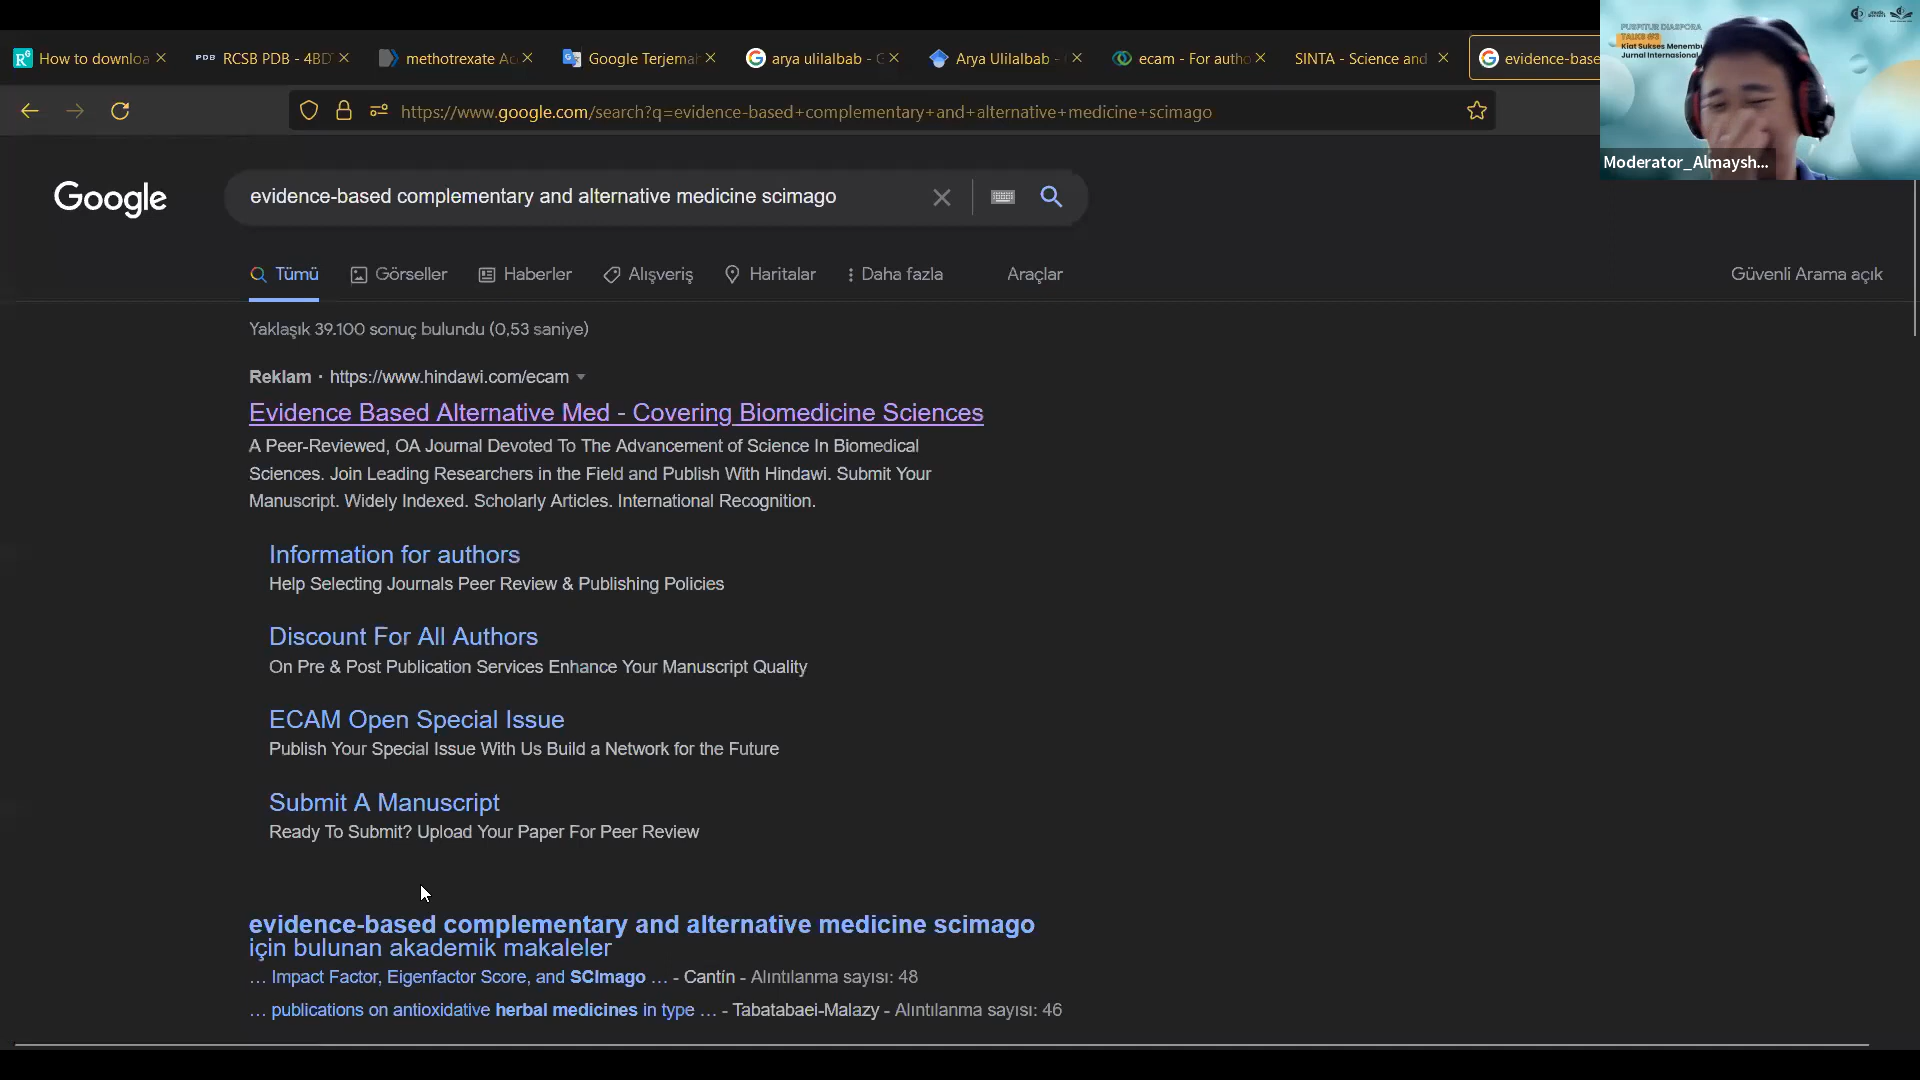 How to downloa
RCSB PDB - 4BD
methotrexate Ac
Google Terjemah
arya ulilalbab - G
Arya Ulilalbab -
ecam - For autho
SINTA - Science and
evidence-base
PUSPITUR DIASPORA
TALKS #3
Kiat Sukses Menembu
Jurnal Internasional
Moderator_Almaysh...
https://www.google.com/search?q=evidence-based+complementary+and+alternative+medicine+scimago
Google
evidence-based complementary and alternative medicine scimago
Tümü
Görseller
Haberler
Alışveriş
Haritalar
Daha fazla
Araçlar
Güvenli Arama açık
Yaklaşık 39.100 sonuç bulundu (0,53 saniye)
Reklam · https://www.hindawi.com/ecam
Evidence Based Alternative Med - Covering Biomedicine Sciences
A Peer-Reviewed, OA Journal Devoted To The Advancement of Science In Biomedical
Sciences. Join Leading Researchers in the Field and Publish With Hindawi. Submit Your
Manuscript. Widely Indexed. Scholarly Articles. International Recognition.
Information for authors
Help Selecting Journals Peer Review & Publishing Policies
Discount For All Authors
On Pre & Post Publication Services Enhance Your Manuscript Quality
ECAM Open Special Issue
Publish Your Special Issue With Us Build a Network for the Future
Submit A Manuscript
Ready To Submit? Upload Your Paper For Peer Review
evidence-based complementary and alternative medicine scimago
için bulunan akademik makaleler
… Impact Factor, Eigenfactor Score, and SCImago … - Cantín - Alıntılanma sayısı: 48
… publications on antioxidative herbal medicines in type … - Tabatabaei-Malazy - Alıntılanma sayısı: 46